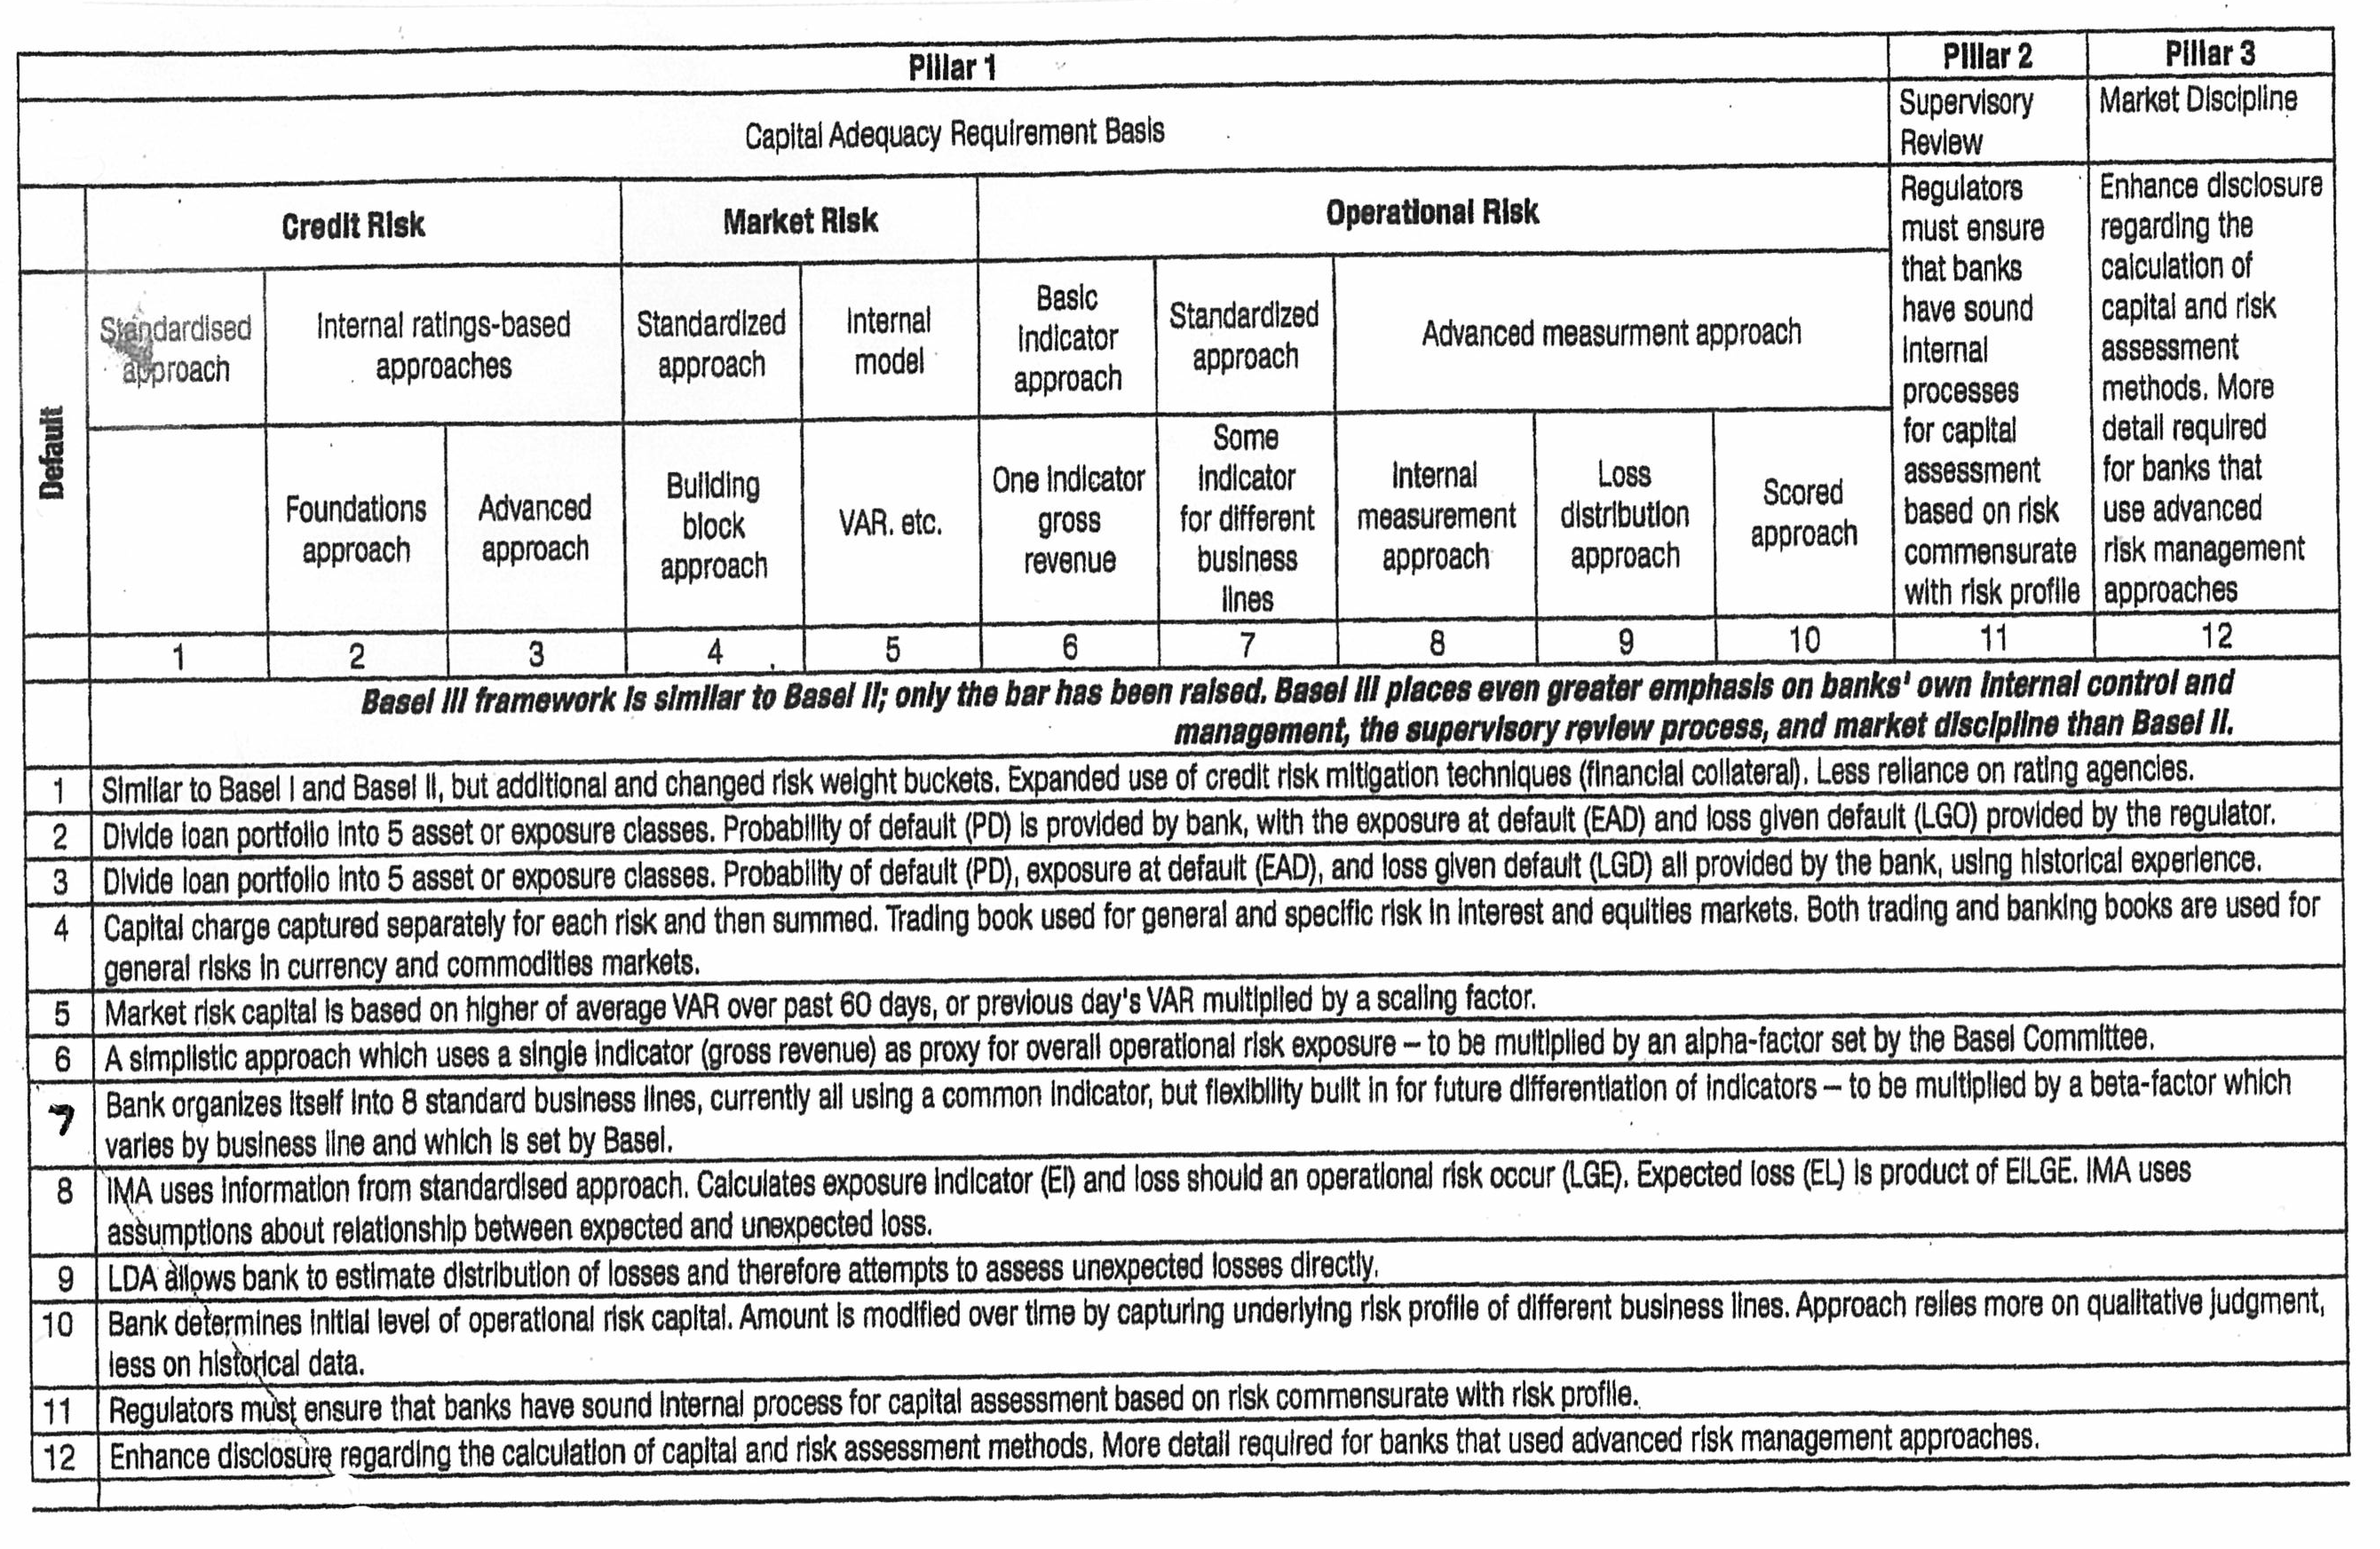 Pillar 1
Pillar 2
Pillar 3
Capital Adequacy Requirement Basis
Supervisory
Review
Market Discipline
Credit Risk
Market Risk
Operational Risk
Regulators
must ensure
that banks
have sound
internal
processes
for capital
assessment
based on risk
commensurate
with risk profile
Enhance disclosure
regarding the
calculation of
capital and risk
assessment
methods. More
detail required
for banks that
use advanced
risk management
approaches
Default
Standardised
approach
Internal ratings-based
approaches
Standardized
approach
Internal
model
Basic
indicator
approach
Standardized
approach
Advanced measurment approach
Foundations
approach
Advanced
approach
Building
block
approach
VAR. etc.
One indicator
gross
revenue
Some
indicator
for different
business
lines
Internal
measurement
approach
Loss
distribution
approach
Scored
approach
1 2 3 4 5 6 7 8 9 10 11 12
Basel III framework is similar to Basel II; only the bar has been raised. Basel III places even greater emphasis on banks' own internal control and
management, the supervisory review process, and market discipline than Basel II.
1 Similar to Basel I and Basel II, but additional and changed risk weight buckets. Expanded use of credit risk mitigation techniques (financial collateral). Less reliance on rating agencies.
2 Divide loan portfolio into 5 asset or exposure classes. Probability of default (PD) is provided by bank, with the exposure at default (EAD) and loss given default (LGO) provided by the regulator.
3 Divide loan portfolio into 5 asset or exposure classes. Probability of default (PD), exposure at default (EAD), and loss given default (LGD) all provided by the bank, using historical experience.
4 Capital charge captured separately for each risk and then summed. Trading book used for general and specific risk in interest and equities markets. Both trading and banking books are used for
general risks in currency and commodities markets.
5 Market risk capital is based on higher of average VAR over past 60 days, or previous day's VAR multiplied by a scaling factor.
6 A simplistic approach which uses a single indicator (gross revenue) as proxy for overall operational risk exposure – to be multiplied by an alpha-factor set by the Basel Committee.
7 Bank organizes itself into 8 standard business lines, currently all using a common indicator, but flexibility built in for future differentiation of indicators – to be multiplied by a beta-factor which
varies by business line and which is set by Basel.
8 IMA uses information from standardised approach. Calculates exposure indicator (EI) and loss should an operational risk occur (LGE). Expected loss (EL) is product of EILGE. IMA uses
assumptions about relationship between expected and unexpected loss.
9 LDA allows bank to estimate distribution of losses and therefore attempts to assess unexpected losses directly.
10 Bank determines initial level of operational risk capital. Amount is modified over time by capturing underlying risk profile of different business lines. Approach relies more on qualitative judgment,
less on historical data.
11 Regulators must ensure that banks have sound internal process for capital assessment based on risk commensurate with risk profile.
12 Enhance disclosure regarding the calculation of capital and risk assessment methods. More detail required for banks that used advanced risk management approaches.